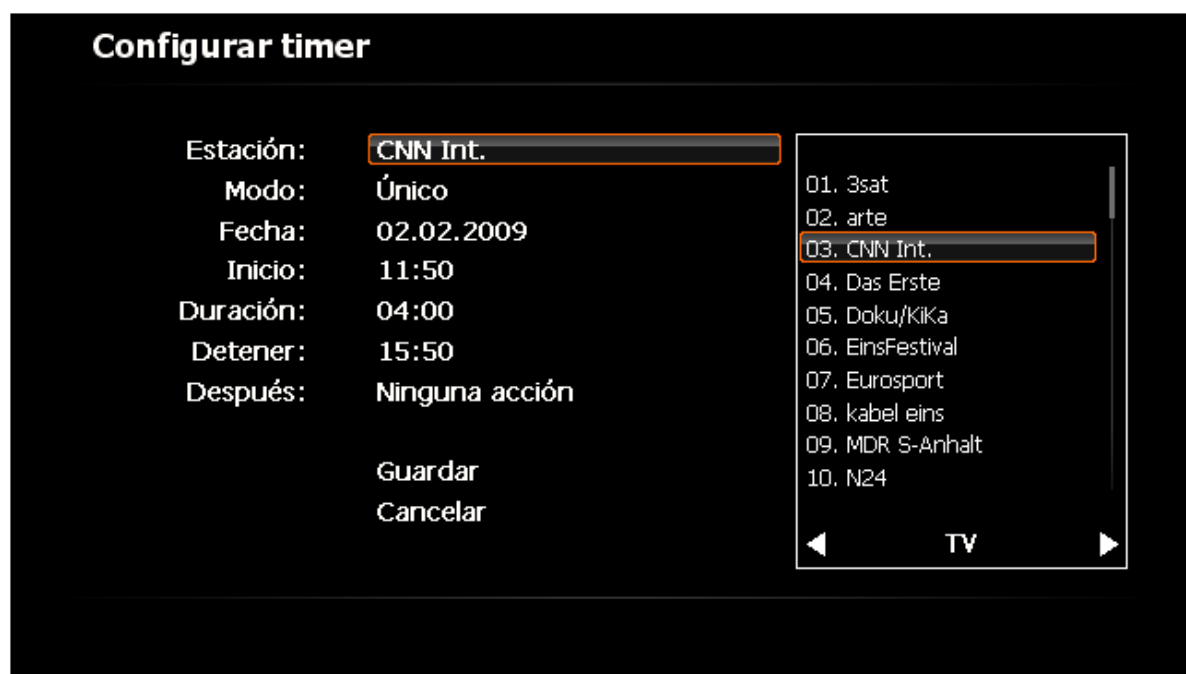 Configurar timer
Estación: CNN Int.
Modo: Único
Fecha: 02.02.2009
Inicio: 11:50
Duración: 04:00
Detener: 15:50
Después: Ninguna acción
Guardar
Cancelar
01. 3sat
02. arte
03. CNN Int.
04. Das Erste
05. Doku/KiKa
06. EinsFestival
07. Eurosport
08. kabel eins
09. MDR S-Anhalt
10. N24
TV